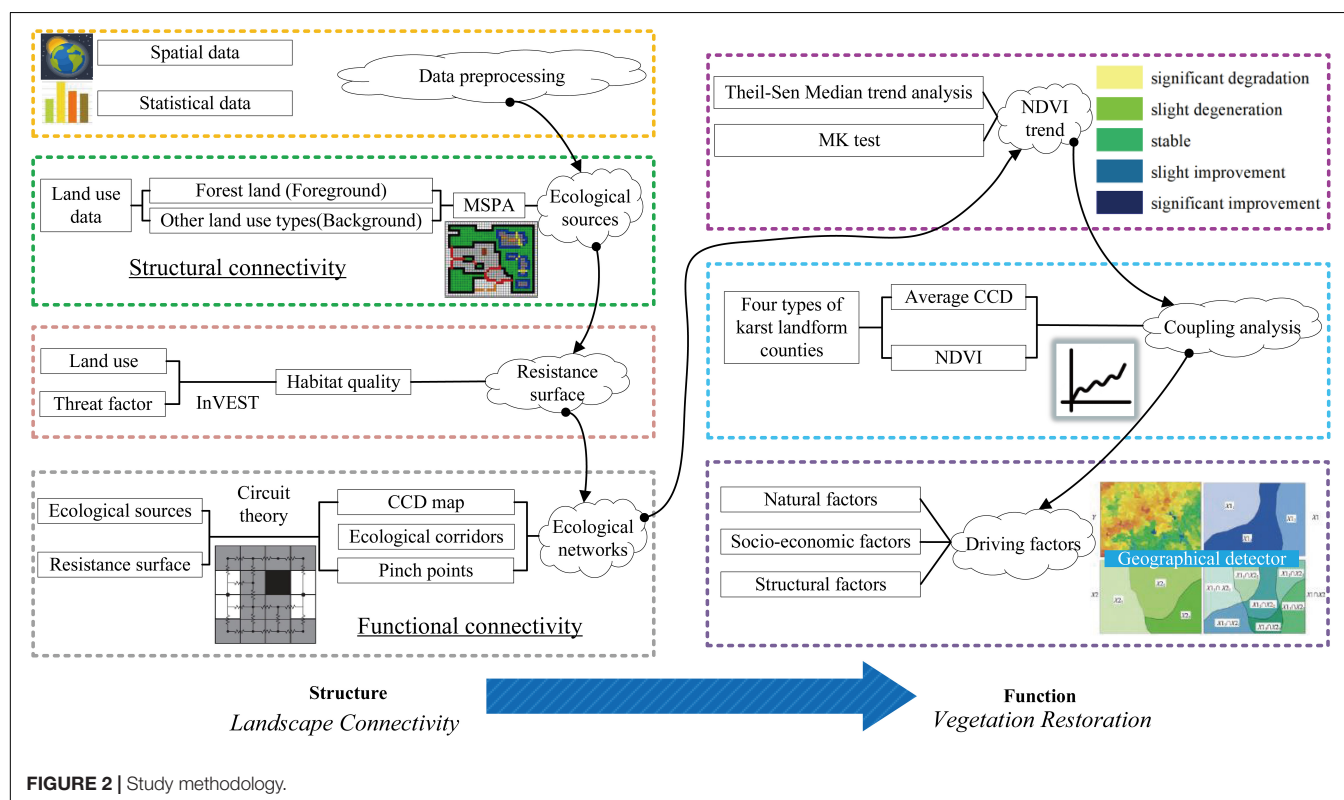 Spatial data
Statistical data
Data preprocessing
Land use
data
Forest land (Foreground)
Other land use types(Background)
MSPA
Ecological
sources
Structural connectivity
Land use
Threat factor
InVEST
Habitat quality
Resistance
surface
Ecological sources
Resistance surface
Circuit
theory
CCD map
Ecological corridors
Pinch points
Ecological
networks
Functional connectivity
Theil-Sen Median trend analysis
MK test
NDVI
trend
significant degradation
slight degeneration
stable
slight improvement
significant improvement
Four types of
karst landform
counties
Average CCD
NDVI
Coupling analysis
Natural factors
Socio-economic factors
Structural factors
Driving factors
Geographical detector
Structure
Landscape Connectivity
Function
Vegetation Restoration
FIGURE 2 | Study methodology.